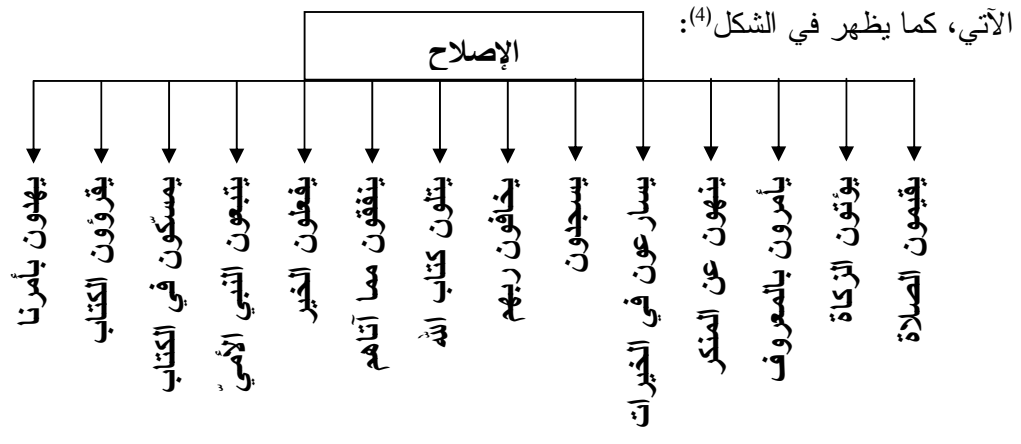 الآتي، كما يظهر في الشكل(4):
الإصلاح
يقيمون الصلاة
يؤتون الزكاة
يأمرون بالمعروف
ينهون عن المنكر
يسارعون في الخيرات
يسجدون
يخافون ربهم
يتلون كتاب الله
ينفقون مما آتاهم
يفعلون الخير
يتبعون النبي الأميّ
يمسّكون في الكتاب
يقرؤون الكتاب
يهدون بأمرنا